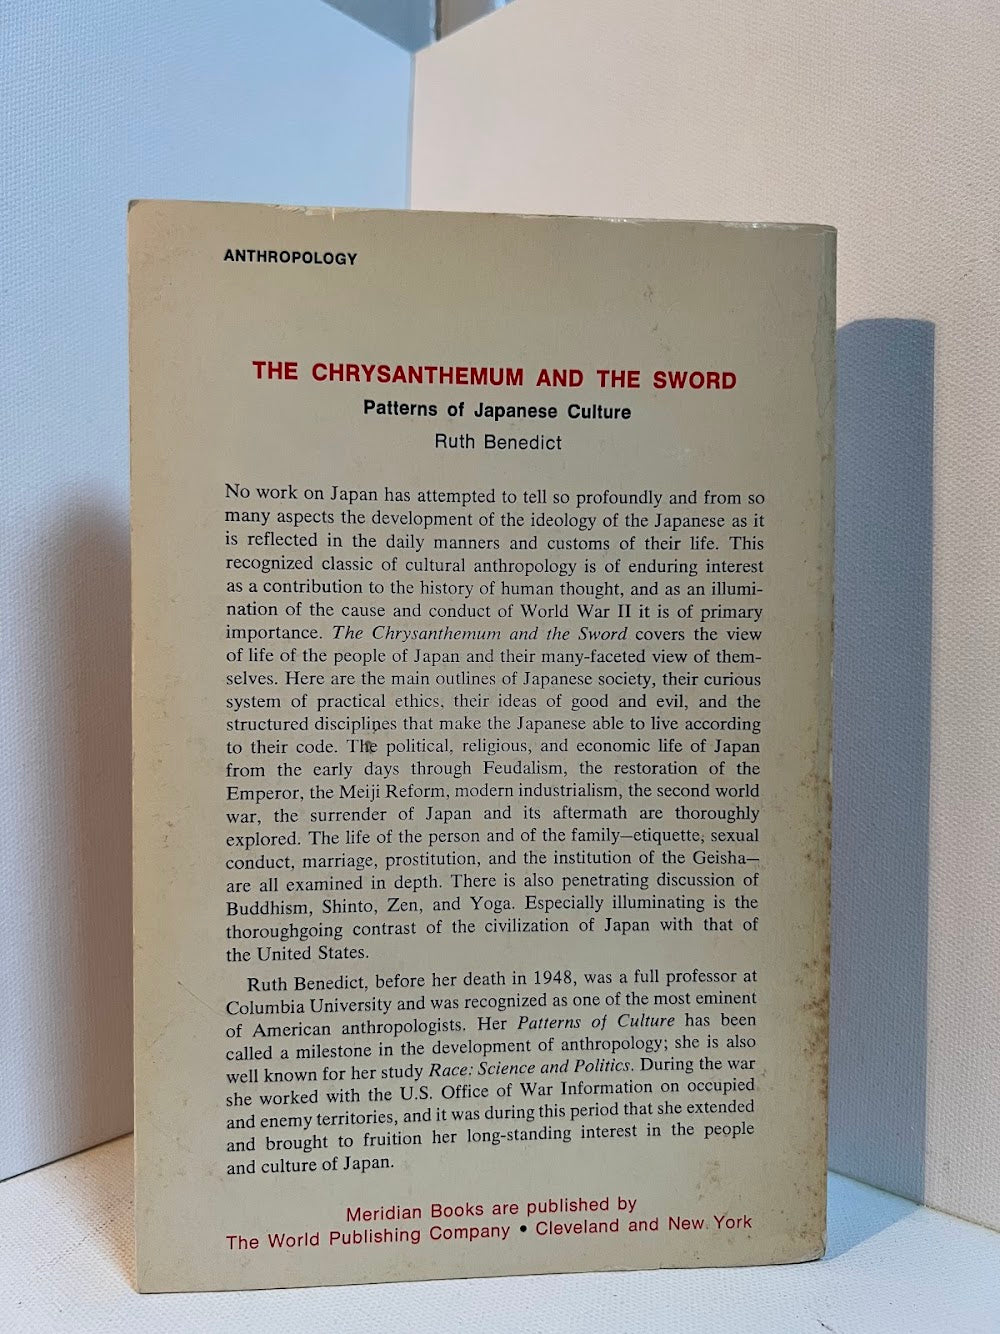 ANTHROPOLOGY
THE CHRYSANTHEMUM AND THE SWORD
Patterns of Japanese Culture
Ruth Benedict
No work on Japan has attempted to tell so profoundly and from so
many aspects the development of the ideology of the Japanese as it
is reflected in the daily manners and customs of their life. This
recognized classic of cultural anthropology is of enduring interest
as a contribution to the history of human thought, and as an illumi-
nation of the cause and conduct of World War II it is of primary
importance. The Chrysanthemum and the Sword covers the view
of life of the people of Japan and their many-faceted view of them-
selves. Here are the main outlines of Japanese society, their curious
system of practical ethics, their ideas of good and evil, and the
structured disciplines that make the Japanese able to live according
to their code. The political, religious, and economic life of Japan
from the early days through Feudalism, the restoration of the
Emperor, the Meiji Reform, modern industrialism, the second world
war, the surrender of Japan and its aftermath are thoroughly
explored. The life of the person and of the family—etiquette, sexual
conduct, marriage, prostitution, and the institution of the Geisha—
are all examined in depth. There is also penetrating discussion of
Buddhism, Shinto, Zen, and Yoga. Especially illuminating is the
thoroughgoing contrast of the civilization of Japan with that of
the United States.
Ruth Benedict, before her death in 1948, was a full professor at
Columbia University and was recognized as one of the most eminent
of American anthropologists. Her Patterns of Culture has been
called a milestone in the development of anthropology; she is also
well known for her study Race: Science and Politics. During the war
she worked with the U.S. Office of War Information on occupied
and enemy territories, and it was during this period that she extended
and brought to fruition her long-standing interest in the people
and culture of Japan.
Meridian Books are published by
The World Publishing Company • Cleveland and New York